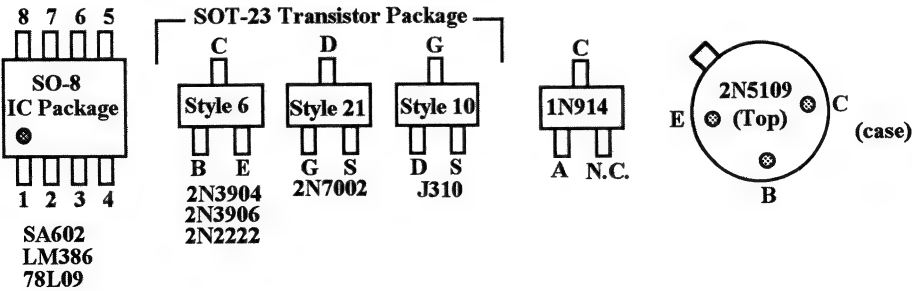 8 7 6 5
SO-8
IC Package
1 2 3 4
SA602
LM386
78L09
SOT-23 Transistor Package
C
Style 6
B E
2N3904
2N3906
2N2222
D
Style 21
G S
2N7002
G
Style 10
D S
J310
C
1N914
A N.C.
2N5109
(Top)
E
C
B
(case)